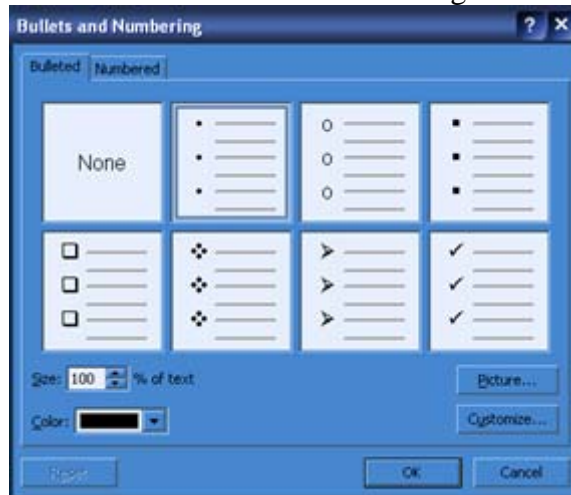 Bullets and Numbering
Bulleted Numbered
None
Size: 100 % of text
Picture...
Color:
Customize...
Reset
OK Cancel